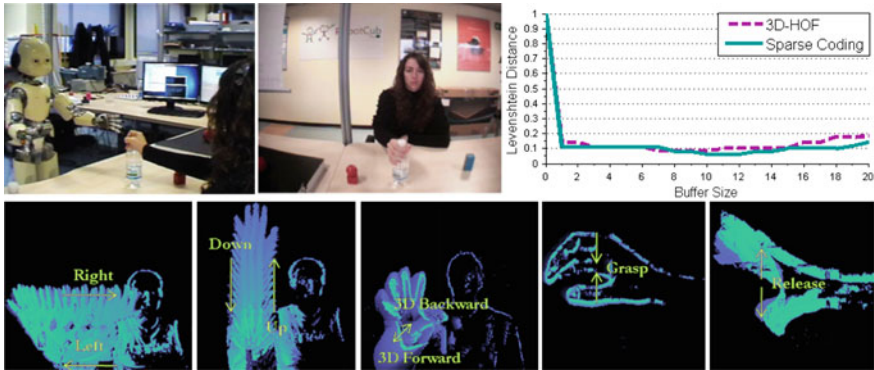 RobotCub
3D-HOF
Sparse Coding
Levenshtein Distance
1
0.9
0.8
0.7
0.6
0.5
0.4
0.3
0.2
0.1
0
0 2 4 6 8 10 12 14 16 18 20
Buffer Size
Right
Left
Down
Up
3D Backward
3D Forward
Grasp
Release